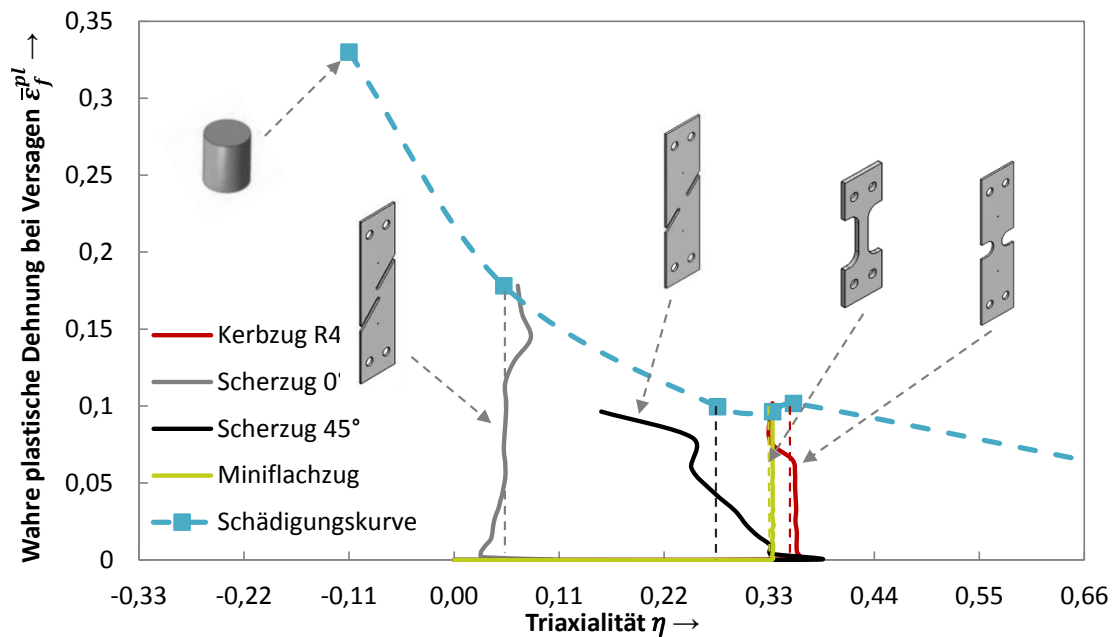 Wahre plastische Dehnung bei Versagen ε̄_f^{pl} →
0,35
0,3
0,25
0,2
0,15
0,1
0,05
0
Kerbzug R4
Scherzug 0°
Scherzug 45°
Miniflachzug
Schädigungskurve
-0,33 -0,22 -0,11 0,00 0,11 0,22 0,33 0,44 0,55 0,66
Triaxialität η →